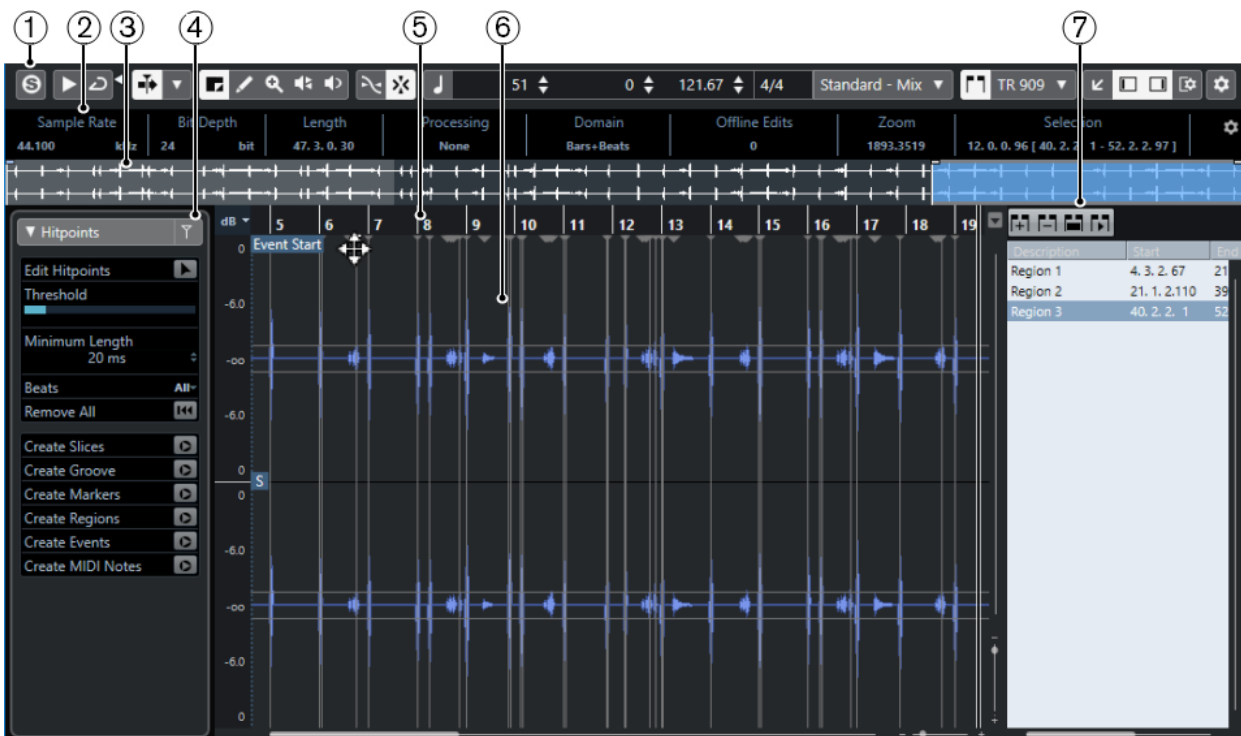 1 2 3 4 5 6 7
51 0 121.67 4/4 Standard - Mix TR 909
Sample Rate Bit Depth Length Processing Domain Offline Edits Zoom Selection
44.100 24 bit 47. 3. 0. 30 None Bars+Beats 0 1893.3519 12. 0. 0. 96 [ 40. 2. 1 - 52. 2. 2. 97 ]
Hitpoints
dB 5 6 7 8 9 10 11 12 13 14 15 16 17 18 19
Event Start
Edit Hitpoints
Threshold
Minimum Length
20 ms
Beats All
Remove All
Create Slices
Create Groove
Create Markers
Create Regions
Create Events
Create MIDI Notes
0
-6.0
-∞
-6.0
0
S
0
-6.0
-∞
-6.0
0
Description Start End
Region 1 4. 3. 2. 67 21
Region 2 21. 1. 2.110 39
Region 3 40. 2. 2. 1 52